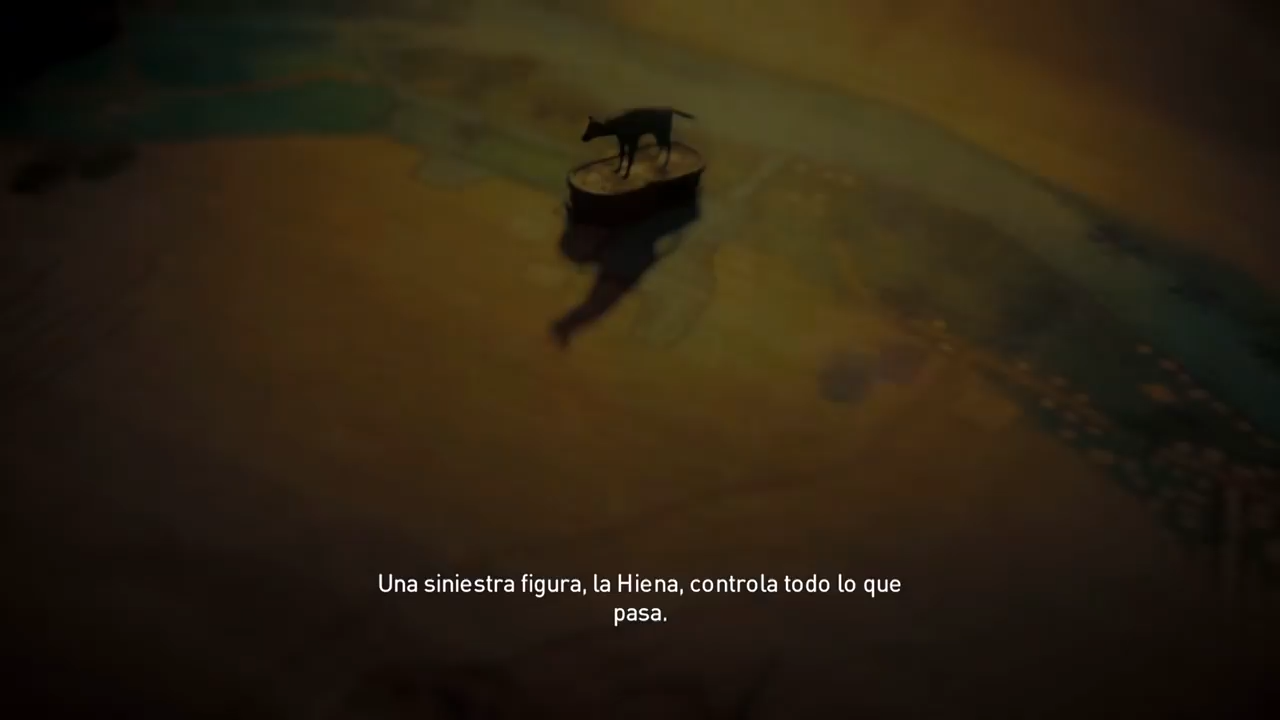 Una siniestra figura, la Hiena, controla todo lo que
pasa.